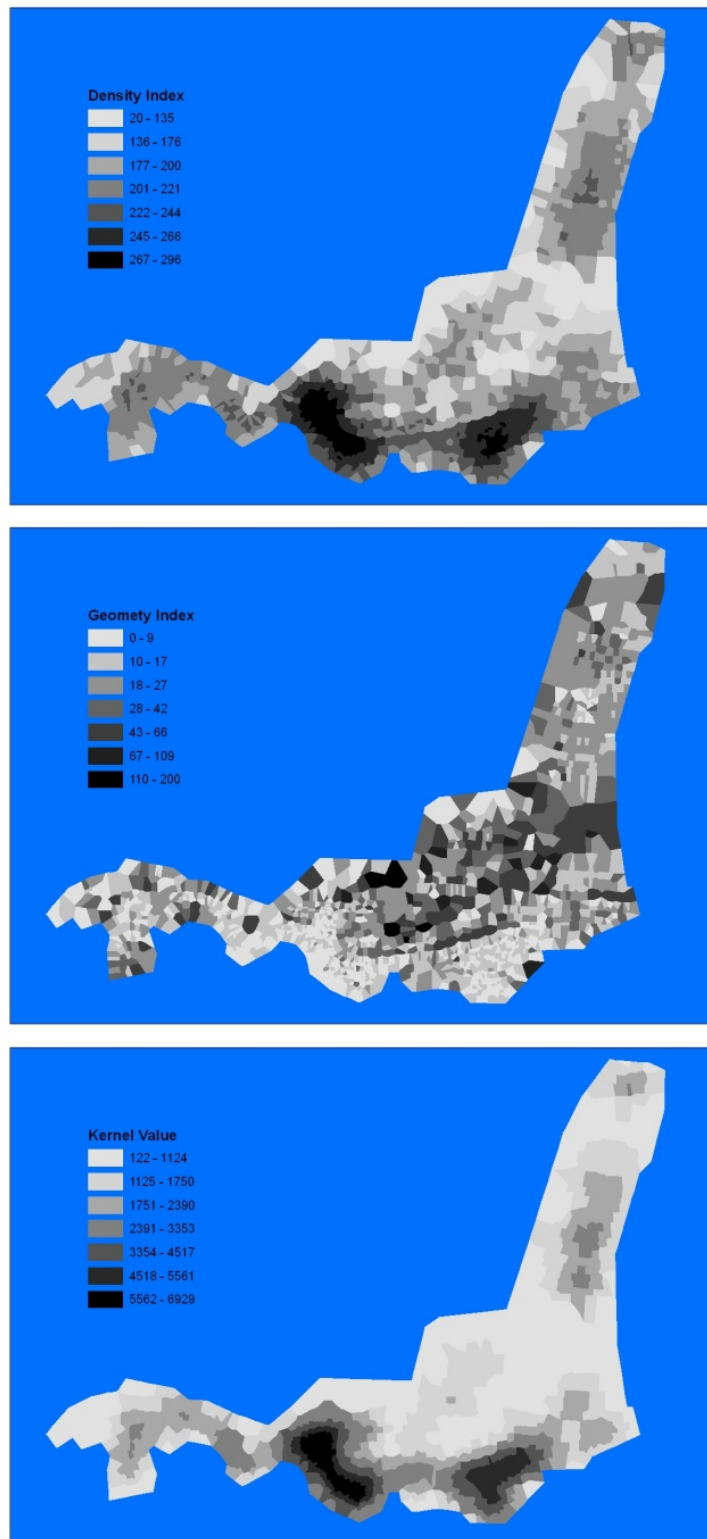 Density Index
20 - 135
136 - 176
177 - 200
201 - 221
222 - 244
245 - 266
267 - 296
Geomety Index
0 - 9
10 - 17
18 - 27
28 - 42
43 - 66
67 - 109
110 - 200
Kernel Value
122 - 1124
1125 - 1750
1751 - 2390
2391 - 3353
3354 - 4517
4518 - 5561
5562 - 6929